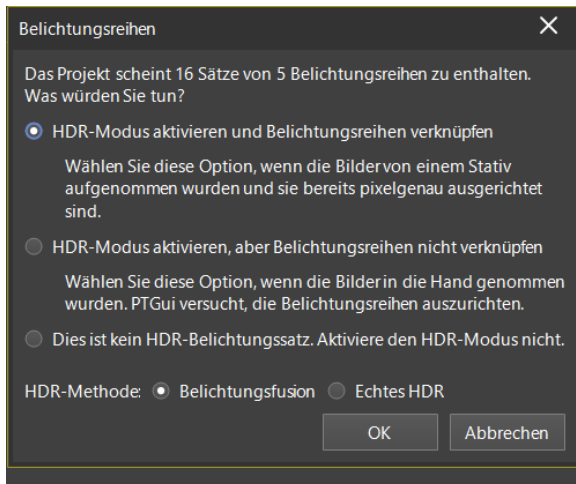 Belichtungsreihen
Das Projekt scheint 16 Sätze von 5 Belichtungsreihen zu enthalten.
Was würden Sie tun?
HDR-Modus aktivieren und Belichtungsreihen verknüpfen
Wählen Sie diese Option, wenn die Bilder von einem Stativ
aufgenommen wurden und sie bereits pixelgenau ausgerichtet
sind.
HDR-Modus aktivieren, aber Belichtungsreihen nicht verknüpfen
Wählen Sie diese Option, wenn die Bilder in die Hand genommen
wurden. PTGui versucht, die Belichtungsreihen auszurichten.
Dies ist kein HDR-Belichtungssatz. Aktiviere den HDR-Modus nicht.
HDR-Methode: Belichtungsfusion Echtes HDR
OK Abbrechen